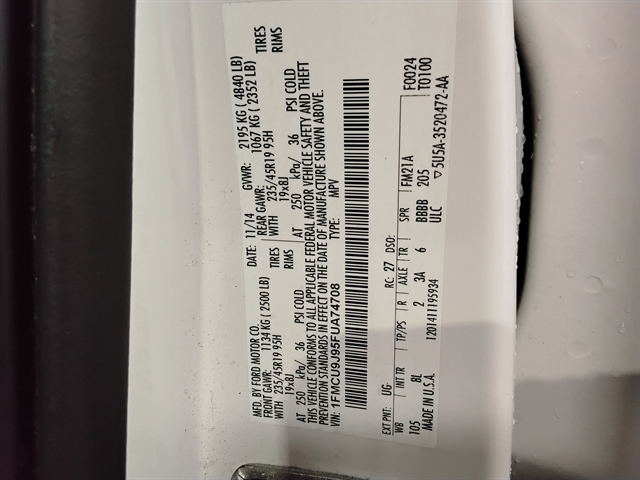 MFD. BY FORD MOTOR CO.
DATE: 11/14 GVWR: 2195 KG ( 4840 LB)
FRONT GAWR: 1134 KG ( 2500 LB) REAR GAWR: 1067 KG ( 2352 LB)
WITH 235/45R19 95H TIRES WITH 235/45R19 95H TIRES
19x8J RIMS 19x8J RIMS
AT 250 kPa/ 36 PSI COLD AT 250 kPa/ 36 PSI COLD
THIS VEHICLE CONFORMS TO ALL APPLICABLE FEDERAL MOTOR VEHICLE SAFETY AND THEFT
PREVENTION STANDARDS IN EFFECT ON THE DATE OF MANUFACTURE SHOWN ABOVE.
VIN: 1FMCU9J95FUA74708 TYPE: MPV
EXT PNT: UG RC: 27 DSO: FM21A F0024
WB INT TR TP/PS R AXLE TR SPR T0100
105 8L 2 3A 6 BBBB 205
MADE IN U.S.A. 1201411195934 ULC ▽5U5A-3520472-AA